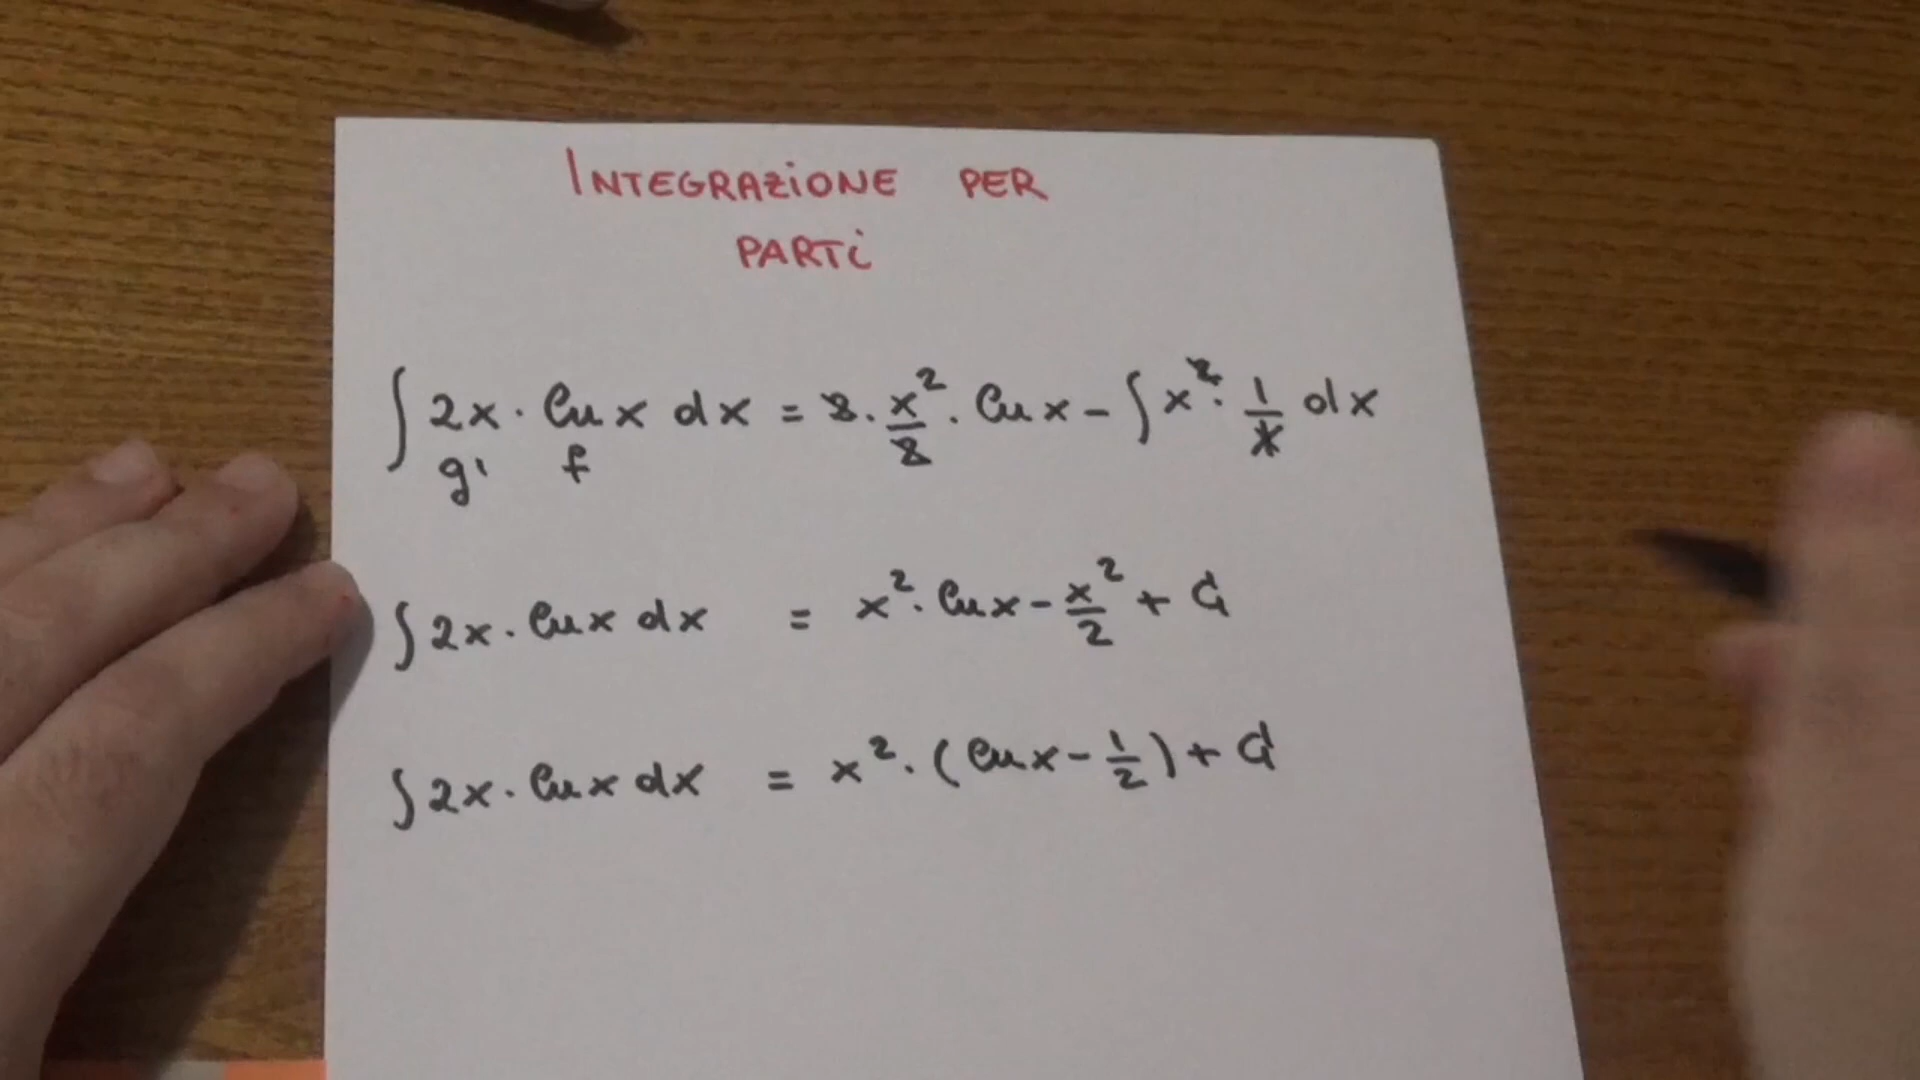 INTEGRAZIONE PER
PARTI
∫ 2x · ln x dx = 2 · x²/2 · ln x - ∫ x² · 1/x dx
g' f
∫ 2x · ln x dx = x² · ln x - x²/2 + C
∫ 2x · ln x dx = x² · (ln x - 1/2) + C